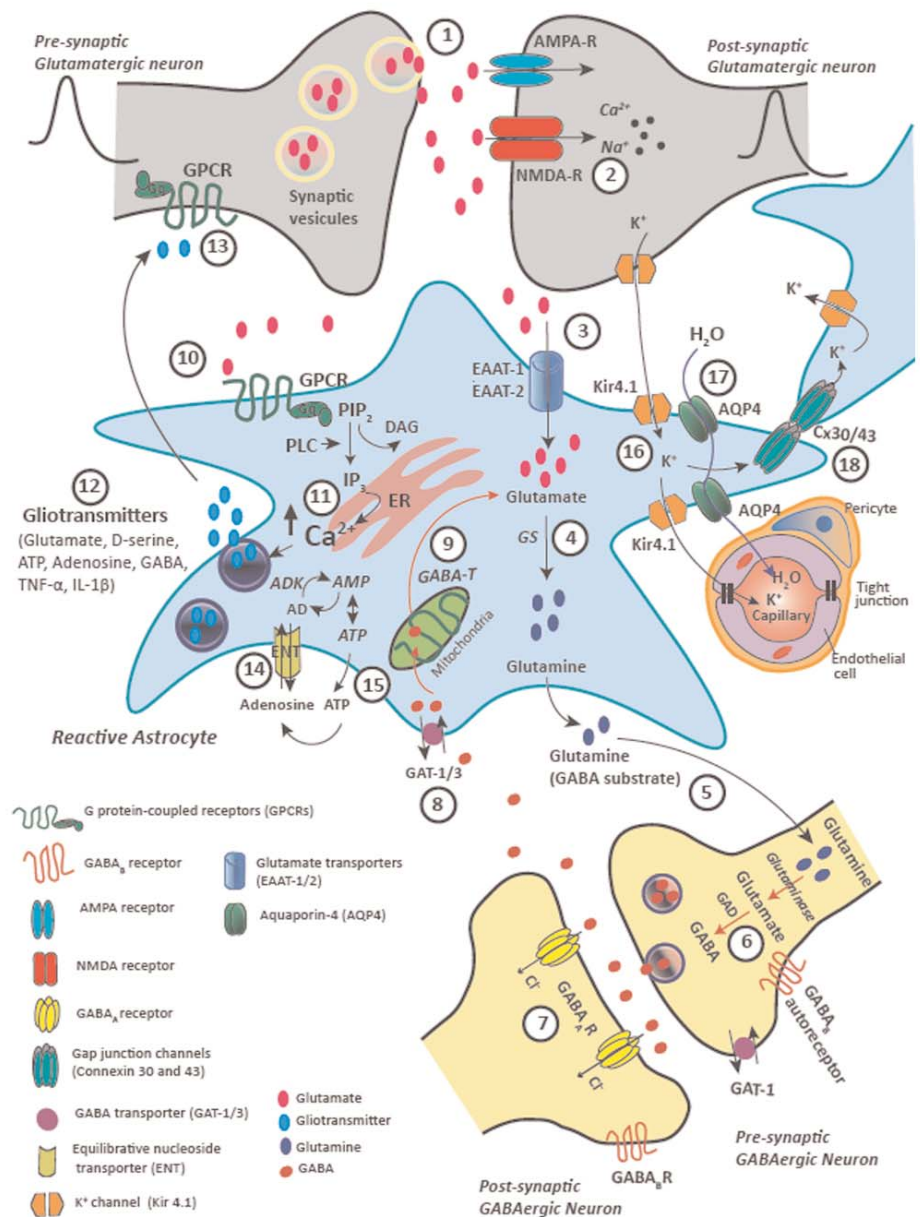 Pre-synaptic
Glutamatergic neuron
1
AMPA-R
Post-synaptic
Glutamatergic neuron
Ca²⁺
Na⁺
NMDA-R
2
GPCR
Gq
Synaptic
vesicules
13
K⁺
3
10
GPCR
Gq
EAAT-1
EAAT-2
Kir4.1
H₂O
17
AQP4
K⁺
K⁺
Cx30/43
18
PIP₂
DAG
PLC
IP₃
ER
11
Ca²⁺
16
K⁺
Glutamate
GS
4
12
Gliotransmitters
(Glutamate, D-serine,
ATP, Adenosine, GABA,
TNF-α, IL-1β)
9
GABA-T
Mitochondria
ADK
AMP
AD
ATP
ENT
14
15
Adenosine
ATP
Glutamine
AQP4
Kir4.1
Pericyte
H₂O
K⁺
Capillary
Tight
junction
Endothelial
cell
Reactive Astrocyte
GAT-1/3
8
Glutamine
(GABA substrate)
5
G protein-coupled receptors (GPCRs)
GABA_B receptor
AMPA receptor
NMDA receptor
GABA_A receptor
Gap junction channels
(Connexin 30 and 43)
GABA transporter (GAT-1/3)
Equilibrative nucleoside
transporter (ENT)
K⁺ channel (Kir 4.1)
Glutamate transporters
(EAAT-1/2)
Aquaporin-4 (AQP4)
Glutamate
Gliotransmitter
Glutamine
GABA
Glutamine
Glutaminase
Glutamate
GAD
GABA
6
GABA_B
autoreceptor
GAT-1
Cl⁻
GABA_AR
7
Cl⁻
GABA_BR
Pre-synaptic
GABAergic Neuron
Post-synaptic
GABAergic Neuron